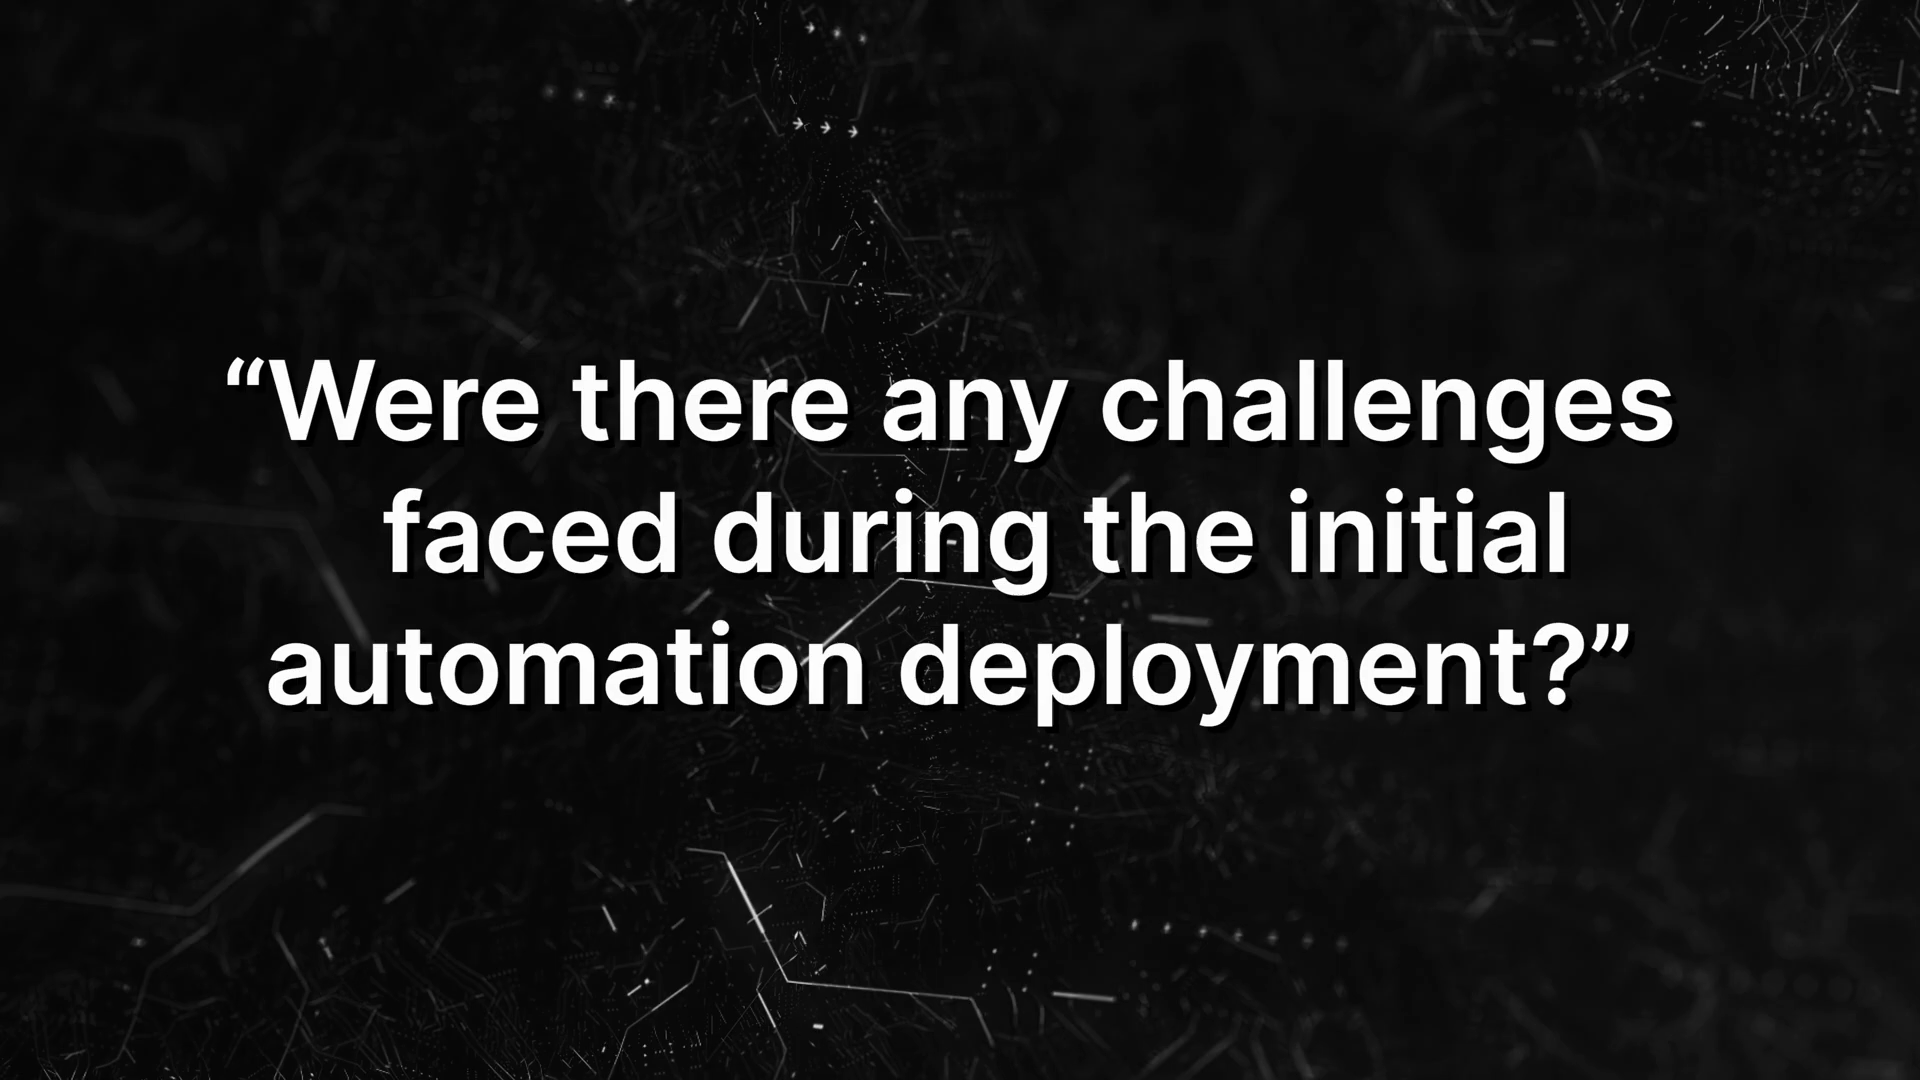 “Were there any challenges
faced during the initial
automation deployment?”